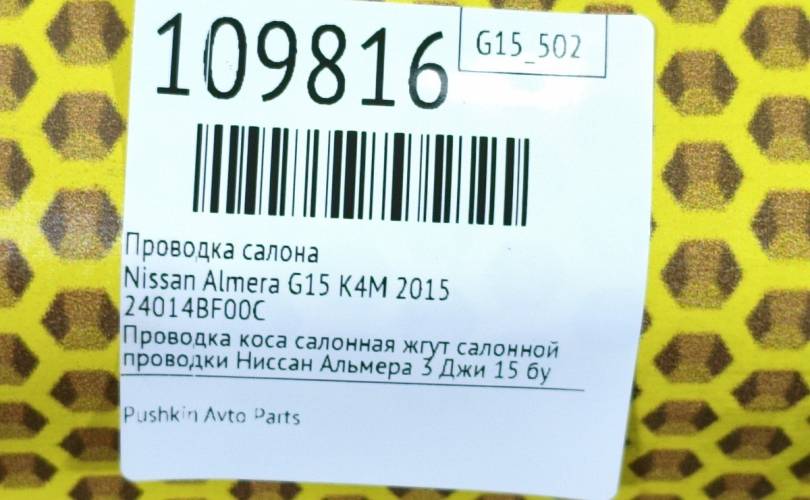 109816
G15_502
Проводка салона
Nissan Almera G15 K4M 2015
24014BF00C
Проводка коса салонная жгут салонной
проводки Ниссан Альмера 3 Джи 15 бу
Pushkin Avto Parts